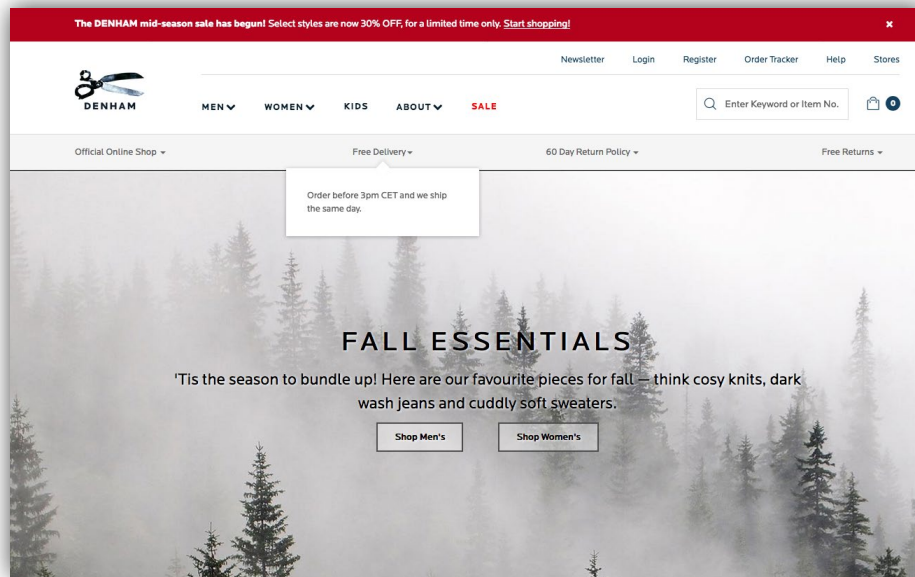 The DENHAM mid-season sale has begun! Select styles are now 30% OFF, for a limited time only. Start shopping!
Newsletter Login Register Order Tracker Help Stores
DENHAM
MEN WOMEN KIDS ABOUT SALE
Enter Keyword or Item No.
0
Official Online Shop Free Delivery 60 Day Return Policy Free Returns
Order before 3pm CET and we ship
the same day.
FALL ESSENTIALS
'Tis the season to bundle up! Here are our favourite pieces for fall — think cosy knits, dark
wash jeans and cuddly soft sweaters.
Shop Men's Shop Women's